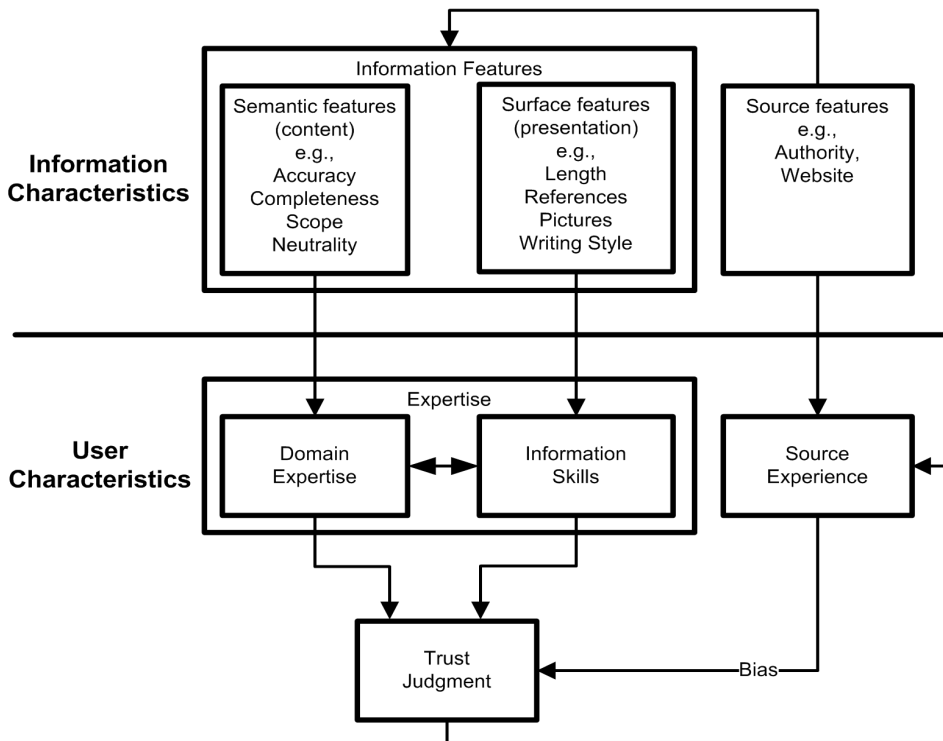 Information Features
Semantic features
(content)
e.g.,
Accuracy
Completeness
Scope
Neutrality
Surface features
(presentation)
e.g.,
Length
References
Pictures
Writing Style
Source features
e.g.,
Authority,
Website
Information
Characteristics
Expertise
Domain
Expertise
Information
Skills
Source
Experience
User
Characteristics
Trust
Judgment
Bias